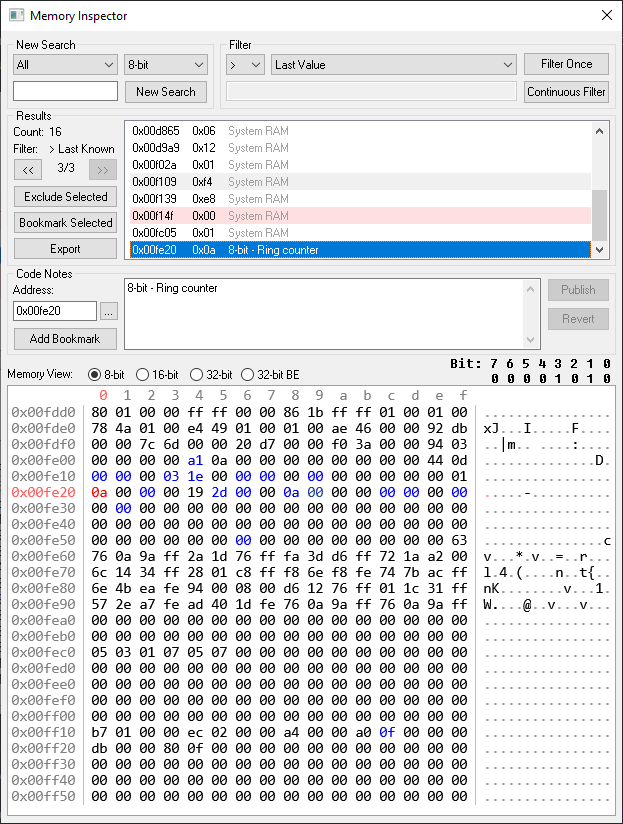 Memory Inspector
New Search
All 8-bit
New Search
Filter
> Last Value Filter Once
Continuous Filter
Results
Count: 16
Filter: > Last Known
<< 3/3 >>
Exclude Selected
Bookmark Selected
Export
0x00d865 0x06 System RAM
0x00d9a9 0x12 System RAM
0x00f02a 0x01 System RAM
0x00f109 0xf4 System RAM
0x00f139 0xe8 System RAM
0x00f14f 0x00 System RAM
0x00fc05 0x01 System RAM
0x00fe20 0x0a 8-bit - Ring counter
Code Notes
Address:
0x00fe20 ...
Add Bookmark
8-bit - Ring counter
Publish
Revert
Memory View: 8-bit 16-bit 32-bit 32-bit BE
Bit: 7 6 5 4 3 2 1 0
0 0 0 0 0 0 0 0
0 1 2 3 4 5 6 7 8 9 a b c d e f
0x00fdd0 80 01 00 00 ff ff 00 00 86 1b ff ff 01 00 01 00 ................
0x00fde0 78 4a 01 00 e4 49 01 00 01 00 ae 46 00 00 92 db xJ...I.....F....
0x00fdf0 00 00 7c 6d 00 00 20 d7 00 00 f0 3a 00 00 94 03 ..|m.. ....:....
0x00fe00 00 00 00 00 a1 0a 00 00 00 00 00 00 00 00 44 0d ..............D.
0x00fe10 00 00 00 03 1e 00 00 00 00 00 00 00 00 00 00 01 ................
0x00fe20 0a 00 00 00 19 2d 00 00 0a 00 00 00 00 00 00 00 .....-..........
0x00fe30 00 00 00 00 00 00 00 00 00 00 00 00 00 00 00 00 ................
0x00fe40 00 00 00 00 00 00 00 00 00 00 00 00 00 00 00 00 ................
0x00fe50 00 00 00 00 00 00 00 00 00 00 00 00 00 00 00 63 ...............c
0x00fe60 76 0a 9a ff 2a 1d 76 ff fa 3d d6 ff 72 1a a2 00 v...*.v..=..r...
0x00fe70 6c 14 34 ff 28 01 c8 ff f8 6e f8 fe 74 7b ac ff l.4.(....n..t{..
0x00fe80 6e 4b ea fe 94 00 08 00 d6 12 76 ff 01 1c 31 ff nK........v...1.
0x00fe90 57 2e a7 fe ad 40 1d fe 76 0a 9a ff 76 0a 9a ff W....@..v...v...
0x00fea0 00 00 00 00 00 00 00 00 00 00 00 00 00 00 00 00 ................
0x00feb0 00 00 00 00 00 00 00 00 00 00 00 00 00 00 00 00 ................
0x00fec0 05 03 01 07 05 07 00 00 00 00 00 00 00 00 00 00 ................
0x00fed0 00 00 00 00 00 00 00 00 00 00 00 00 00 00 00 00 ................
0x00fee0 00 00 00 00 00 00 00 00 00 00 00 00 00 00 00 00 ................
0x00fef0 00 00 00 00 00 00 00 00 00 00 00 00 00 00 00 00 ................
0x00ff00 00 00 00 00 00 00 00 00 00 00 00 00 00 00 00 00 ................
0x00ff10 b7 01 00 00 ec 02 00 00 a4 00 00 a0 0f 00 00 00 ................
0x00ff20 db 00 00 80 0f 00 00 00 00 00 00 00 00 00 00 00 ................
0x00ff30 00 00 00 00 00 00 00 00 00 00 00 00 00 00 00 00 ................
0x00ff40 00 00 00 00 00 00 00 00 00 00 00 00 00 00 00 00 ................
0x00ff50 00 00 00 00 00 00 00 00 00 00 00 00 00 00 00 00 ................